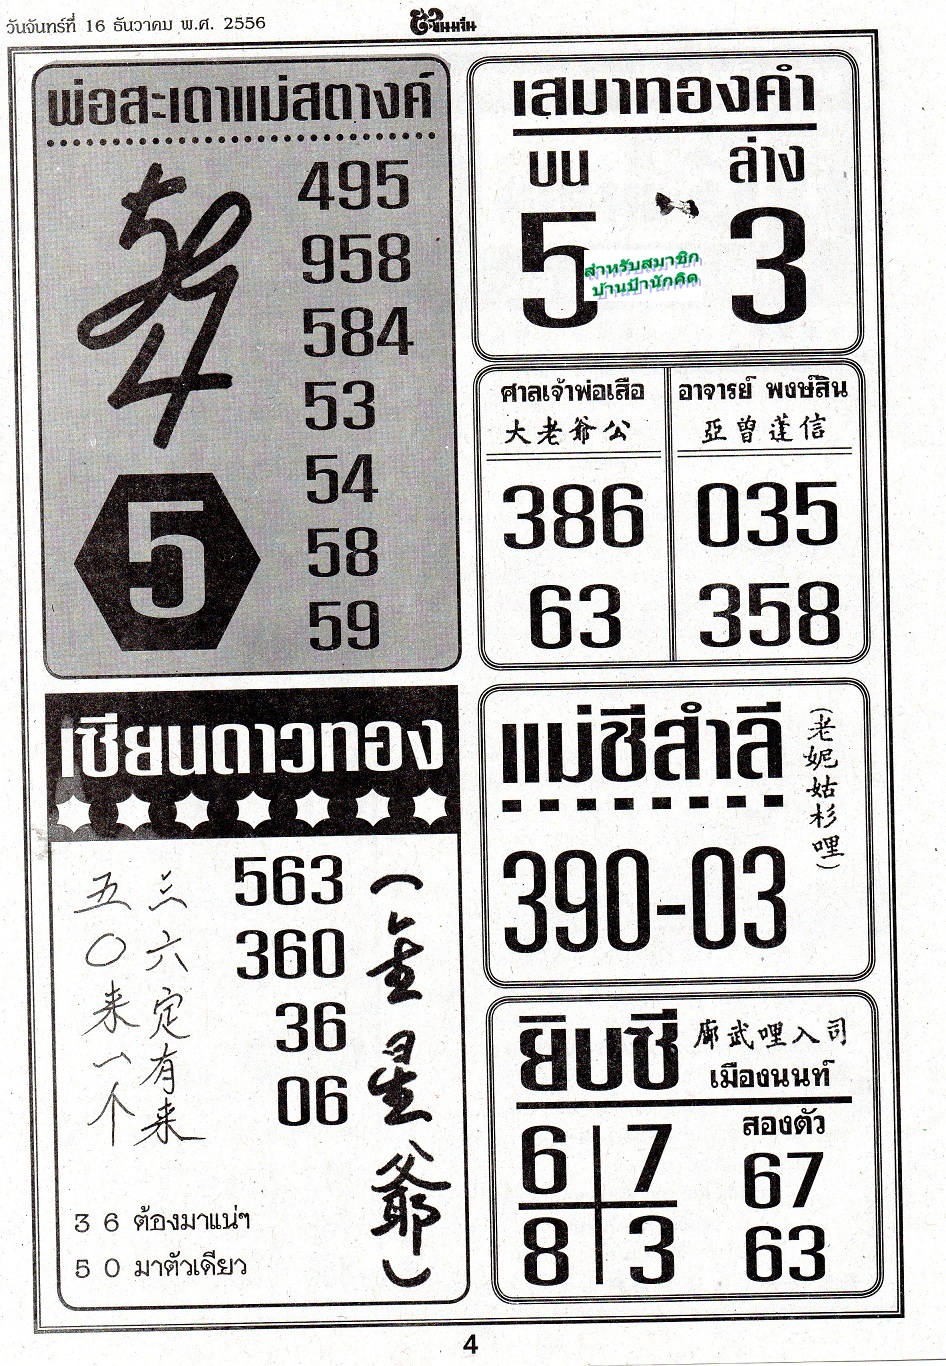 วันจันทร์ที่ 16 ธันวาคม พ.ศ. 2556
พ่อสะเดาแม่สตางค์
495
958
584
53
54
58
59
5
เสมาทองคำ
บน ล่าง
5 3
สำหรับสมาชิก
บ้านป้านักคิด
ศาลเจ้าพ่อเสือ
大老爺公
386
63
อาจารย์ พงษ์สิน
亞曾蓬信
035
358
เซียนดาวทอง
563
360
36
06
五〇来一个
三六定有来
(金星爺)
3 6 ต้องมาแน่ๆ
5 0 มาตัวเดียว
แม่ชีสำลี
(老妮姑杉哩)
390-03
ยิบซี
廊武哩入司
เมืองนนท์
6 7
8 3
สองตัว
67
63
4